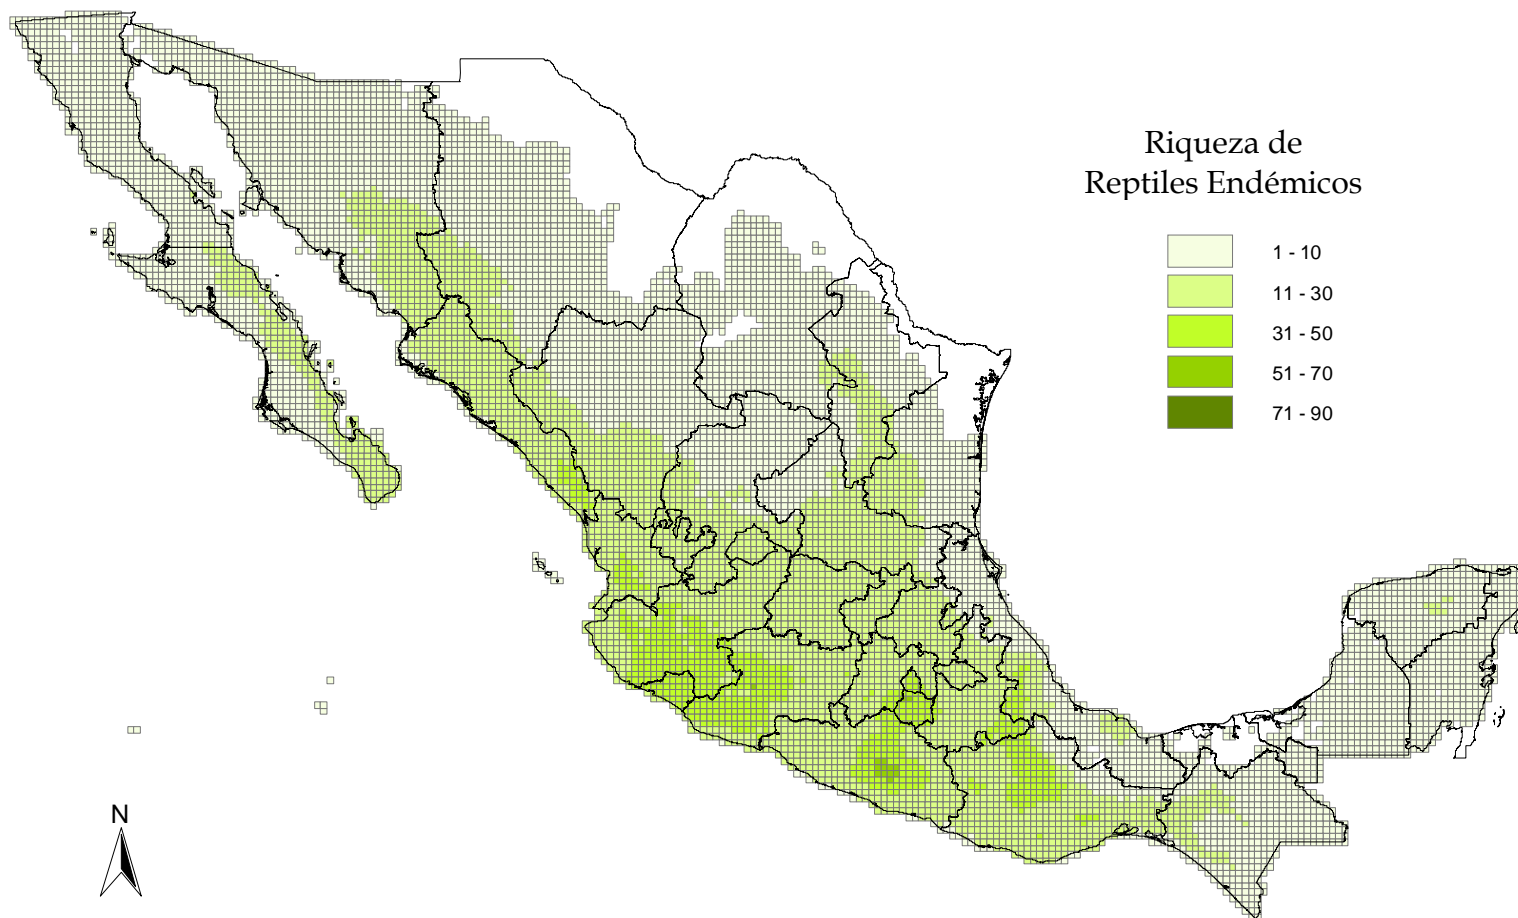 Riqueza de
Reptiles Endémicos
1 - 10
11 - 30
31 - 50
51 - 70
71 - 90
N